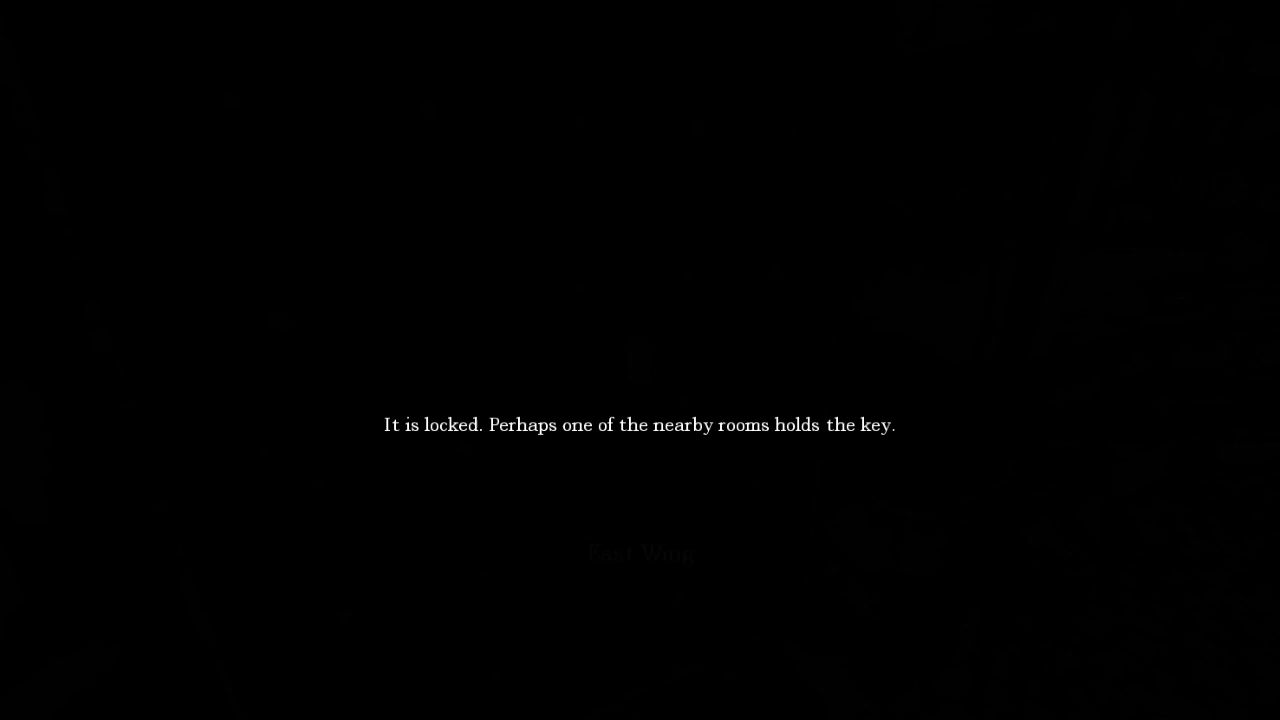 It is locked. Perhaps one of the nearby rooms holds the key.
East Wing